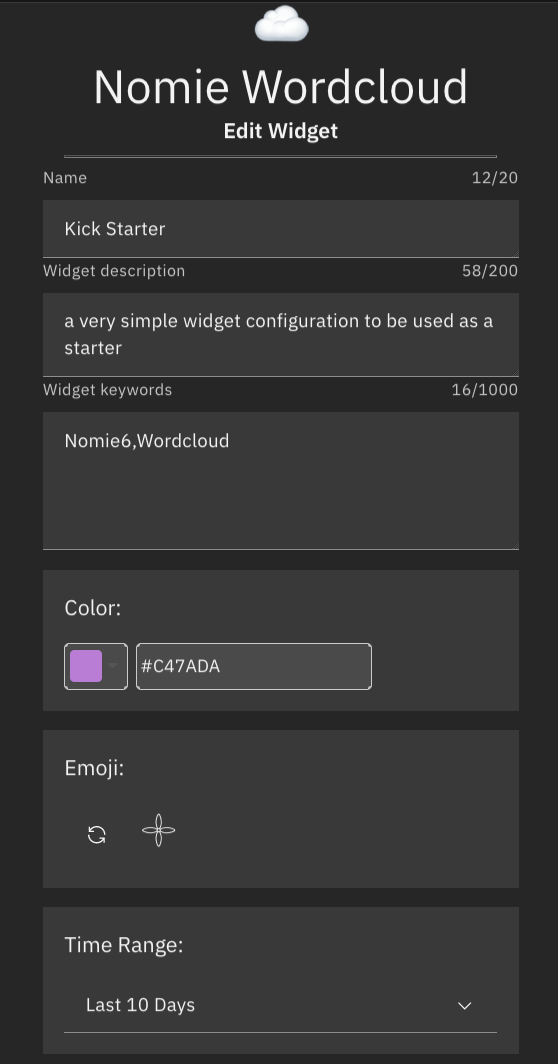 Nomie Wordcloud
Edit Widget
Name 12/20
Kick Starter
Widget description 58/200
a very simple widget configuration to be used as a
starter
Widget keywords 16/1000
Nomie6,Wordcloud
Color:
#C47ADA
Emoji:
Time Range:
Last 10 Days